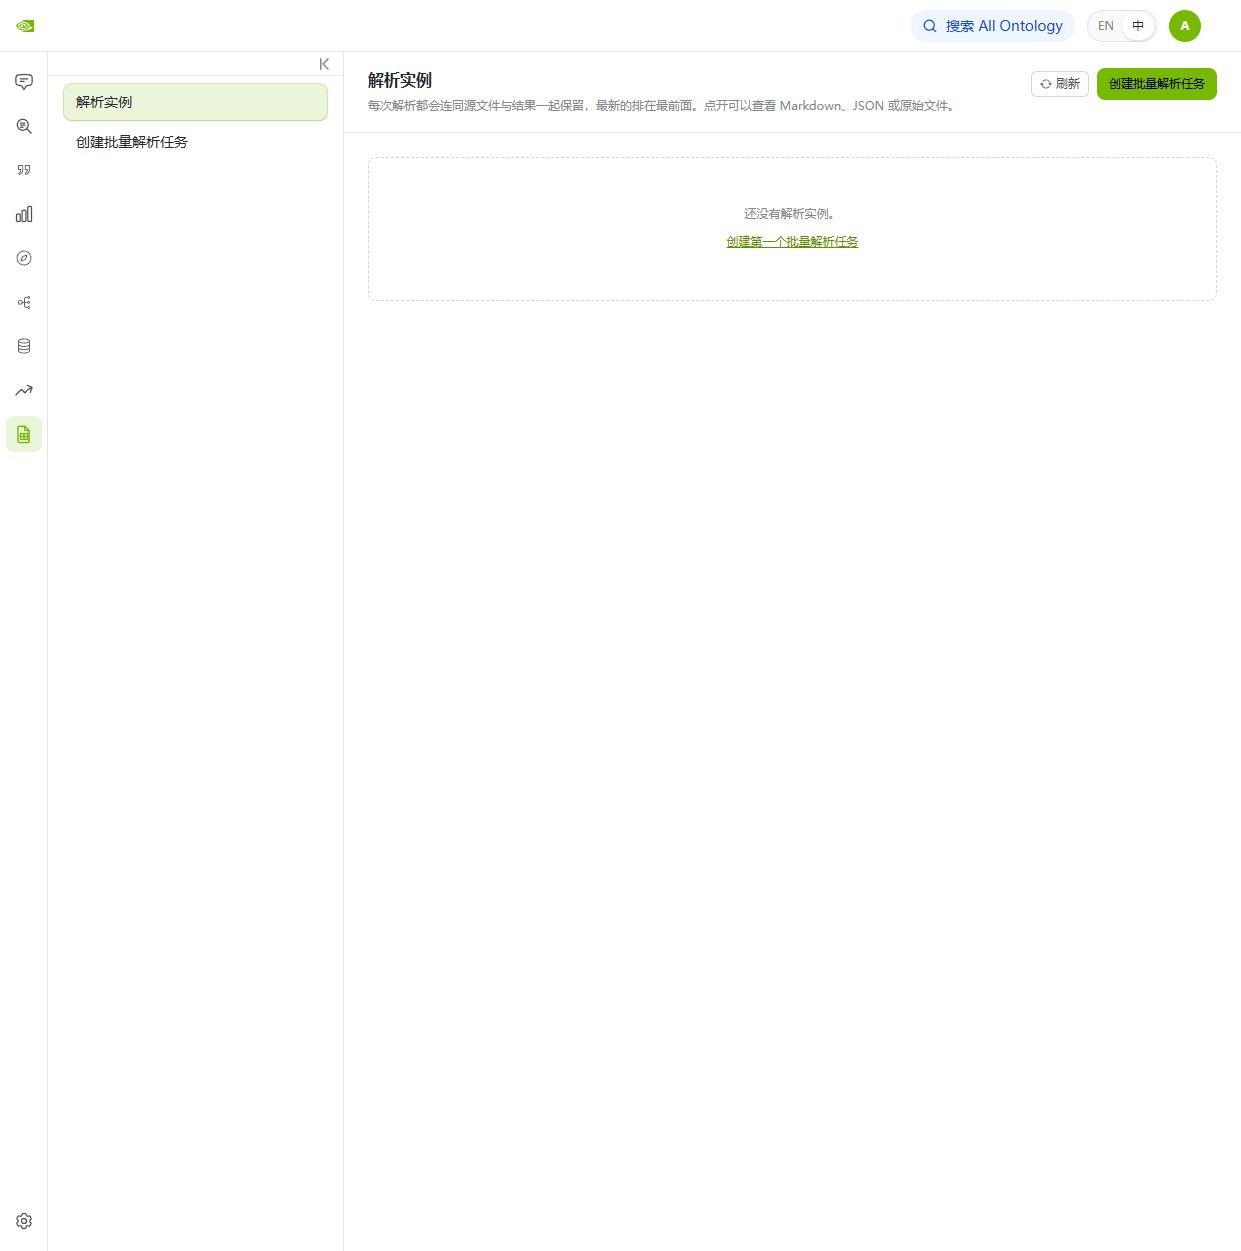 搜索 All Ontology
EN 中
A
解析实例
创建批量解析任务
解析实例
每次解析都会连同源文件与结果一起保留，最新的排在最前面。点开可以查看 Markdown、JSON 或原始文件。
刷新
创建批量解析任务
还没有解析实例。
创建第一个批量解析任务